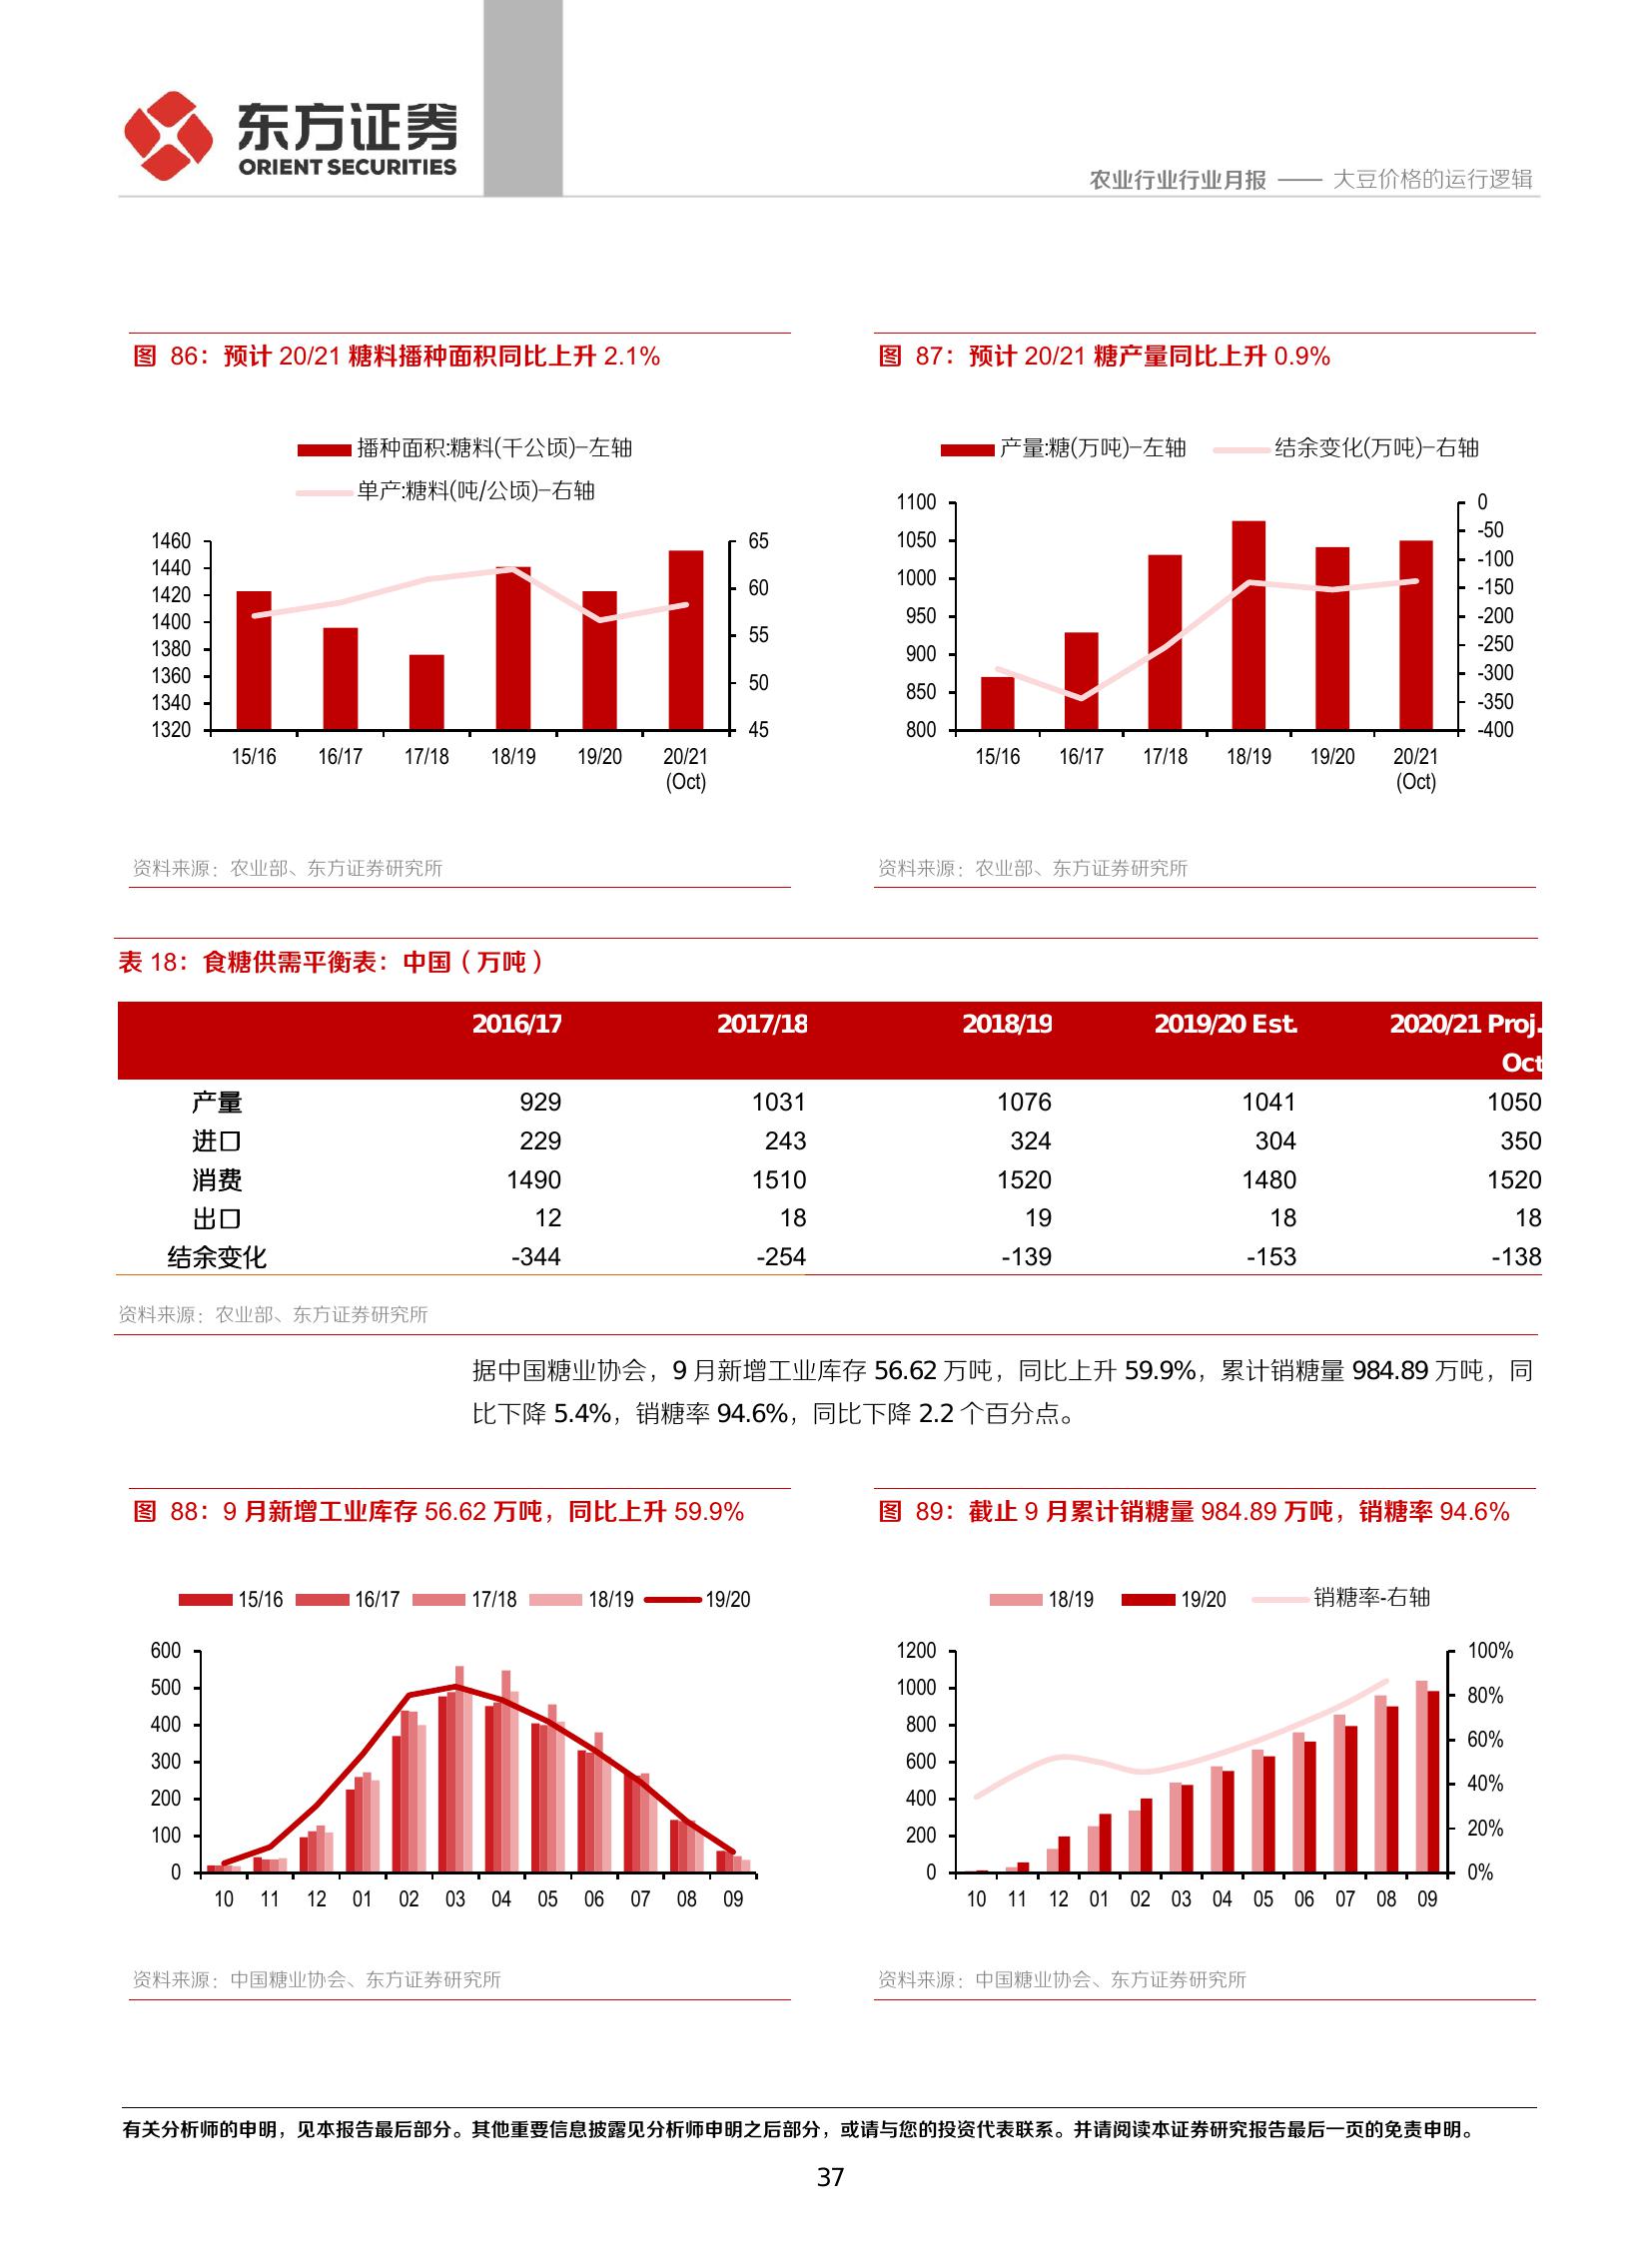 东方证券
ORIENT SECURITIES
农业行业行业月报 —— 大豆价格的运行逻辑
图 86：预计 20/21 糖料播种面积同比上升 2.1%
播种面积:糖料(千公顷)–左轴
单产:糖料(吨/公顷)–右轴
1460
1440
1420
1400
1380
1360
1340
1320
65
60
55
50
45
15/16 16/17 17/18 18/19 19/20 20/21
(Oct)
资料来源：农业部、东方证券研究所
图 87：预计 20/21 糖产量同比上升 0.9%
产量:糖(万吨)–左轴 结余变化(万吨)–右轴
1100
1050
1000
950
900
850
800
0
-50
-100
-150
-200
-250
-300
-350
-400
15/16 16/17 17/18 18/19 19/20 20/21
(Oct)
资料来源：农业部、东方证券研究所
表 18：食糖供需平衡表：中国（万吨）
2016/17 2017/18 2018/19 2019/20 Est. 2020/21 Proj.
Oct
产量 929 1031 1076 1041 1050
进口 229 243 324 304 350
消费 1490 1510 1520 1480 1520
出口 12 18 19 18 18
结余变化 -344 -254 -139 -153 -138
资料来源：农业部、东方证券研究所
据中国糖业协会，9 月新增工业库存 56.62 万吨，同比上升 59.9%，累计销糖量 984.89 万吨，同
比下降 5.4%，销糖率 94.6%，同比下降 2.2 个百分点。
图 88：9 月新增工业库存 56.62 万吨，同比上升 59.9%
15/16 16/17 17/18 18/19 19/20
600
500
400
300
200
100
0
10 11 12 01 02 03 04 05 06 07 08 09
资料来源：中国糖业协会、东方证券研究所
图 89：截止 9 月累计销糖量 984.89 万吨，销糖率 94.6%
18/19 19/20 销糖率-右轴
1200
1000
800
600
400
200
0
100%
80%
60%
40%
20%
0%
10 11 12 01 02 03 04 05 06 07 08 09
资料来源：中国糖业协会、东方证券研究所
有关分析师的申明，见本报告最后部分。其他重要信息披露见分析师申明之后部分，或请与您的投资代表联系。并请阅读本证券研究报告最后一页的免责申明。
37